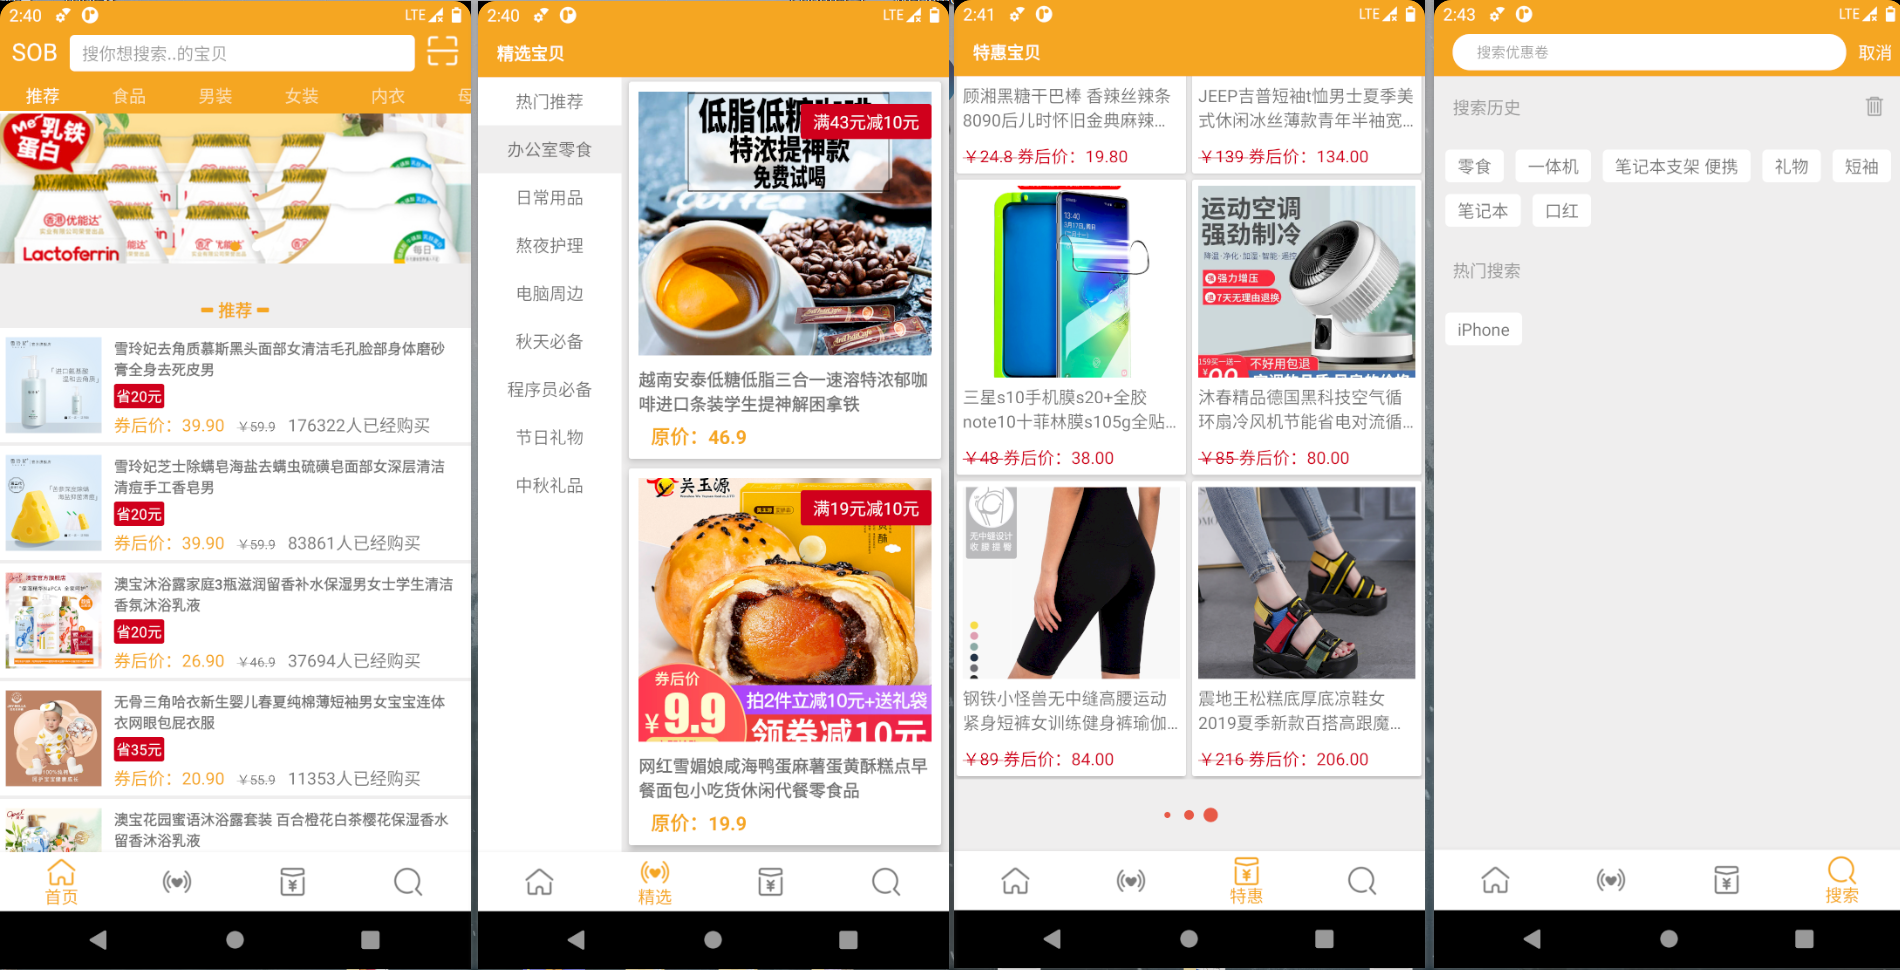 2:40
LTE
SOB
搜你想搜索..的宝贝
推荐
食品
男装
女装
内衣
乳铁
蛋白
优能达
Lactoferrin
每日
推荐
雪玲妃去角质慕斯黑头面部女清洁毛孔脸部身体磨砂
膏全身去死皮男
省20元
券后价：39.90 ￥59.9 176322人已经购买
雪玲妃芝士除螨皂海盐去螨虫硫磺皂面部女深层清洁
清痘手工香皂男
省20元
券后价：39.90 ￥59.9 83861人已经购买
澳宝沐浴露家庭3瓶滋润留香补水保湿男女士学生清洁
香氛沐浴乳液
省20元
券后价：26.90 ￥46.9 37694人已经购买
无骨三角哈衣新生婴儿春夏纯棉薄短袖男女宝宝连体
衣网眼包屁衣服
省35元
券后价：20.90 ￥55.9 11353人已经购买
澳宝花园蜜语沐浴露套装 百合橙花白茶樱花保湿香水
留香沐浴乳液
首页
2:40
LTE
精选宝贝
热门推荐
办公室零食
日常用品
熬夜护理
电脑周边
秋天必备
程序员必备
节日礼物
中秋礼品
满43元减10元
特浓提神款
免费试喝
越南安泰低糖低脂三合一速溶特浓郁咖
啡进口条装学生提神解困拿铁
原价：46.9
吴玉源
满19元减10元
券后价
￥9.9
拍2件立减10元+送礼袋
领券减10元
网红雪媚娘咸海鸭蛋麻薯蛋黄酥糕点早
餐面包小吃货休闲代餐零食品
原价：19.9
精选
2:41
LTE
特惠宝贝
顾湘黑糖干巴棒 香辣丝辣条
8090后儿时怀旧金典麻辣...
￥24.8 券后价：19.80
JEEP吉普短袖t恤男士夏季美
式休闲冰丝薄款青年半袖宽...
￥139 券后价：134.00
13:40
三星s10手机膜s20+全胶
note10十菲林膜s105g全贴...
￥48 券后价：38.00
运动空调
强劲制冷
降温·净化·加湿·智能·遥控
强力增压
7天无理由退换
159买一送一
不好用包退
沐春精品德国黑科技空气循
环扇冷风机节能省电对流循...
￥85 券后价：80.00
无中缝设计
收腰提臀
钢铁小怪兽无中缝高腰运动
紧身短裤女训练健身裤瑜伽...
￥89 券后价：84.00
震地王松糕底厚底凉鞋女
2019夏季新款百搭高跟魔...
￥216 券后价：206.00
特惠
2:43
LTE
搜索优惠卷
取消
搜索历史
零食
一体机
笔记本支架 便携
礼物
短袖
笔记本
口红
热门搜索
iPhone
搜索